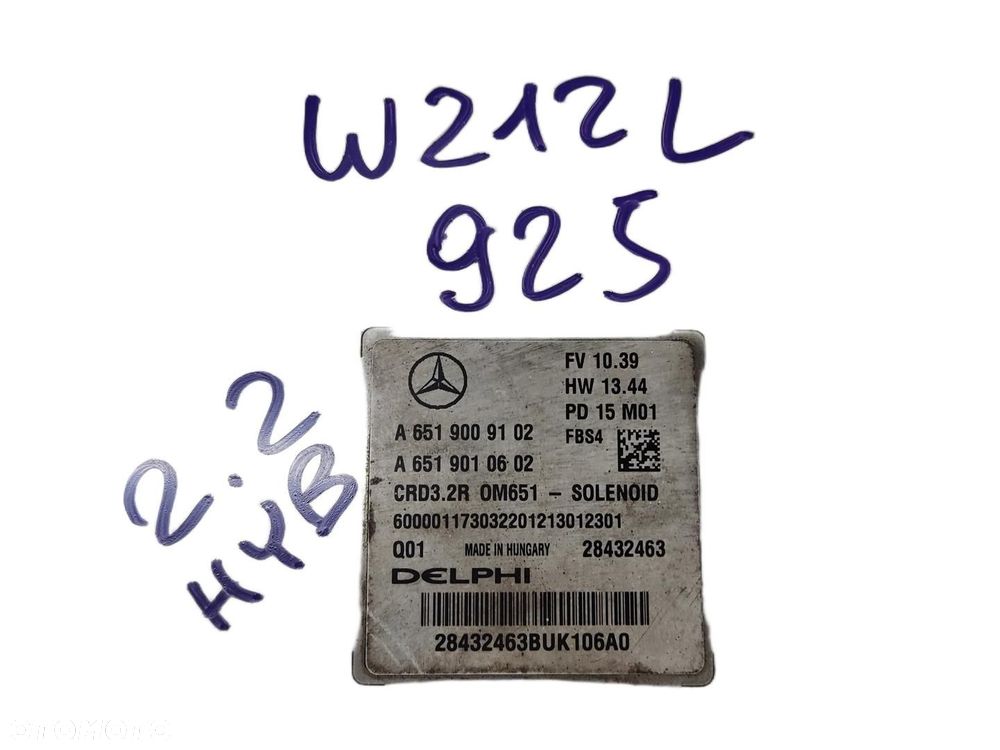 W212L
925
2.2
HYB
FV 10.39
HW 13.44
PD 15 M01
FBS4
A 651 900 91 02
A 651 901 06 02
CRD3.2R OM651 - SOLENOID
600001173032201213012301
Q01 MADE IN HUNGARY 28432463
DELPHI
28432463BUK106A0
OTOMOTO